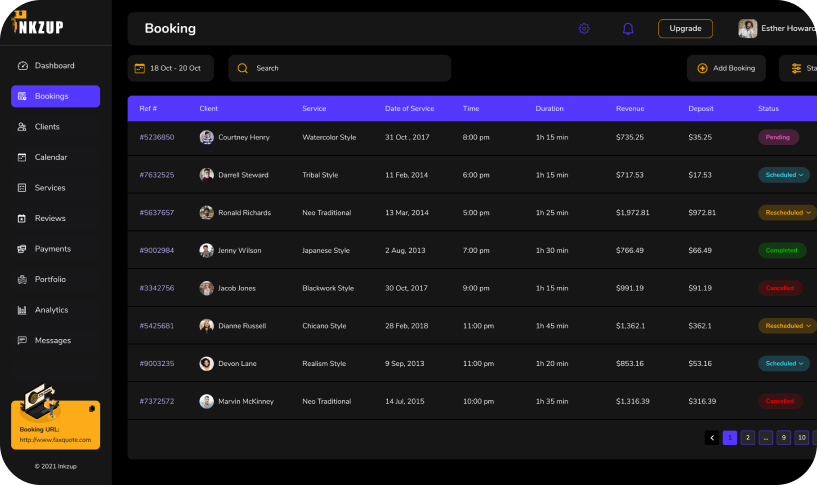 INKZUP
Booking
Upgrade
Esther Howard
Dashboard
Bookings
Clients
Calendar
Services
Reviews
Payments
Portfolio
Analytics
Messages
Booking URL:
http://www.faxquote.com
© 2021 Inkzup
18 Oct - 20 Oct
Search
Add Booking
Sta
Ref # Client Service Date of Service Time Duration Revenue Deposit Status
#5236850 Courtney Henry Watercolor Style 31 Oct , 2017 8:00 pm 1h 15 min $735.25 $35.25 Pending
#7632525 Darrell Steward Tribal Style 11 Feb, 2014 6:00 pm 1h 15 min $717.53 $17.53 Scheduled
#5637657 Ronald Richards Neo Traditional 13 Mar, 2014 5:00 pm 1h 25 min $1,972.81 $972.81 Rescheduled
#9002984 Jenny Wilson Japanese Style 2 Aug, 2013 7:00 pm 1h 30 min $766.49 $66.49 Completed
#3342756 Jacob Jones Blackwork Style 30 Oct, 2017 9:00 pm 1h 15 min $991.19 $91.19 Cancelled
#5425681 Dianne Russell Chicano Style 28 Feb, 2018 11:00 pm 1h 45 min $1,362.1 $362.1 Rescheduled
#9003235 Devon Lane Realism Style 9 Sep, 2013 11:00 pm 1h 20 min $853.16 $53.16 Scheduled
#7372572 Marvin McKinney Neo Traditional 14 Jul, 2015 10:00 pm 1h 35 min $1,316.39 $316.39 Cancelled
1 2 ... 9 10